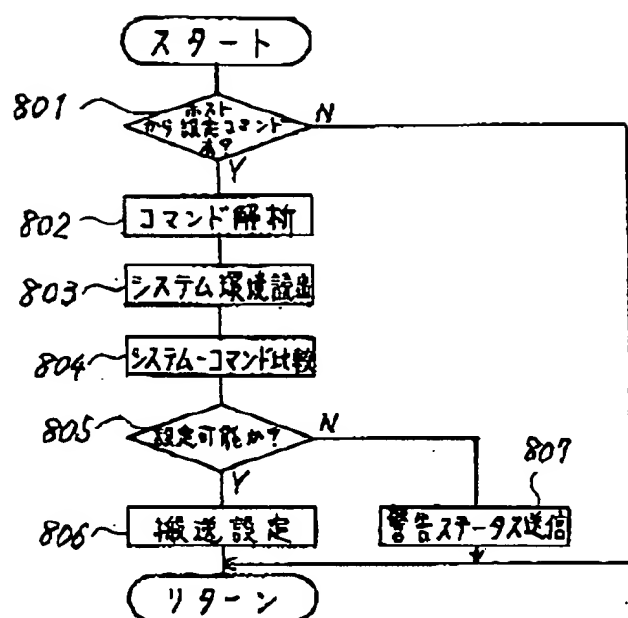 スタート
801
ホスト
から設定コマンド
あ?
N
Y
802
コマンド解析
803
システム環境読出
804
システム-コマンド比較
805
設定可能か?
N
Y
807
806
搬送設定
警告ステータス送信
リターン